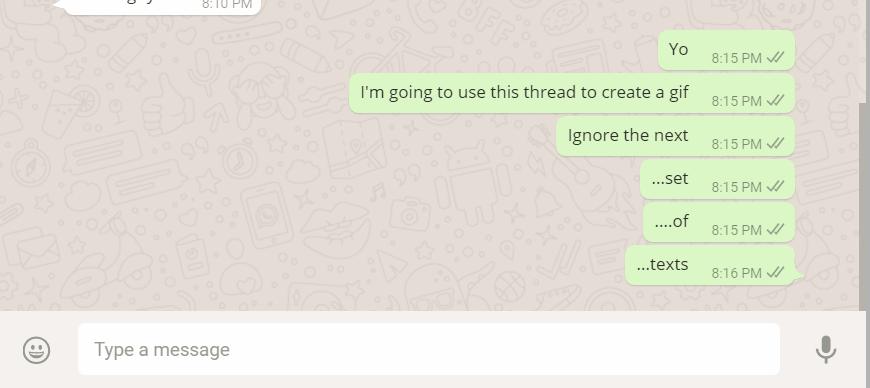 8:10 PM
Yo 8:15 PM
I'm going to use this thread to create a gif 8:15 PM
Ignore the next 8:15 PM
...set 8:15 PM
....of 8:15 PM
...texts 8:16 PM
Type a message